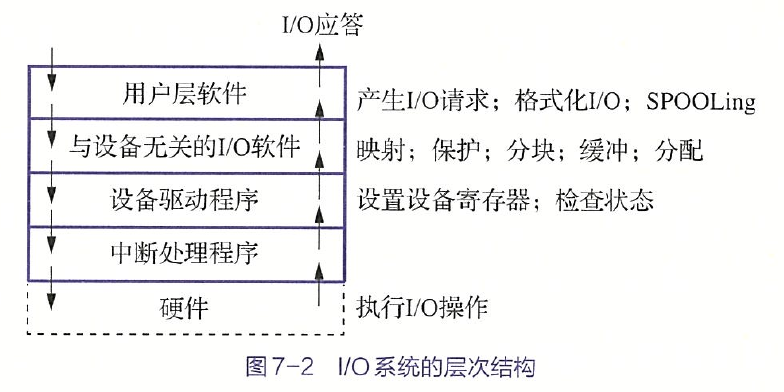 I/O应答
用户层软件
产生I/O请求；格式化I/O；SPOOLing
与设备无关的I/O软件
映射；保护；分块；缓冲；分配
设备驱动程序
设置设备寄存器；检查状态
中断处理程序
硬件
执行I/O操作
图7-2 I/O系统的层次结构